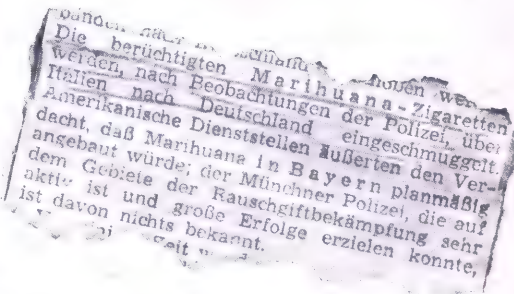 Die berüchtigten Marihuana-Zigaretten
werden, nach Beobachtungen der Polizei, über
Italien nach Deutschland eingeschmuggelt.
Amerikanische Dienststellen äußerten den Ver-
dacht, daß Marihuana in Bayern planmäßig
angebaut würde; der Münchner Polizei, die auf
dem Gebiete der Rauschgiftbekämpfung sehr
aktiv ist und große Erfolge erzielen konnte,
ist davon nichts bekannt.